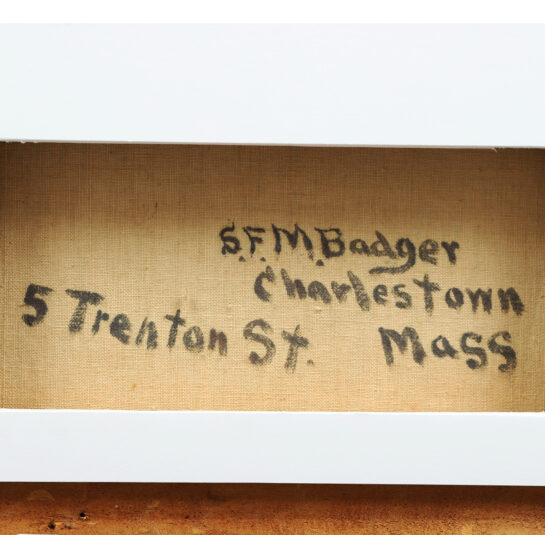 S.F.M.Badger
Charlestown
5 Trenton St. Mass